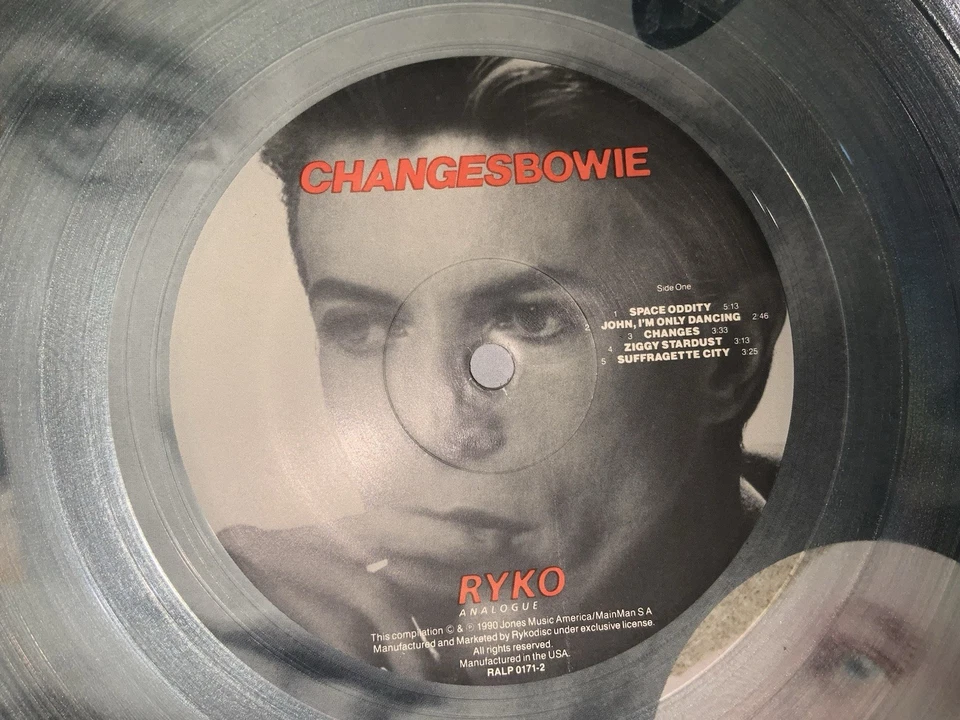 CHANGESBOWIE
Side One
1 SPACE ODDITY 5:13
2 JOHN, I'M ONLY DANCING 2:46
3 CHANGES 3:33
4 ZIGGY STARDUST 3:13
5 SUFFRAGETTE CITY 3:25
RYKO
ANALOGUE
This compilation © & ℗ 1990 Jones Music America/MainMan S A
Manufactured and Marketed by Rykodisc under exclusive license.
All rights reserved.
Manufactured in the USA.
RALP 0171-2